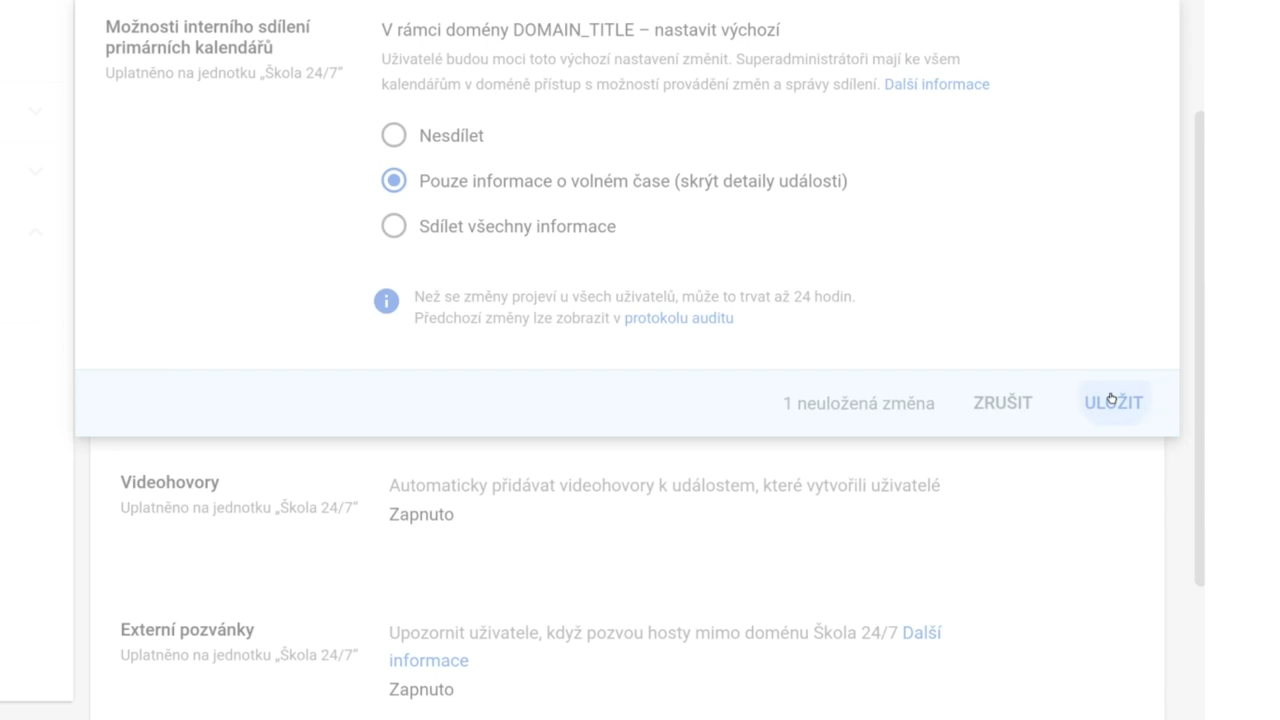 Možnosti interního sdílení
primárních kalendářů
Uplatněno na jednotku „Škola 24/7“
V rámci domény DOMAIN_TITLE – nastavit výchozí
Uživatelé budou moci toto výchozí nastavení změnit. Superadministrátoři mají ke všem
kalendářům v doméně přístup s možností provádění změn a správy sdílení. Další informace
Nesdílet
Pouze informace o volném čase (skrýt detaily události)
Sdílet všechny informace
Než se změny projeví u všech uživatelů, může to trvat až 24 hodin.
Předchozí změny lze zobrazit v protokolu auditu
1 neuložená změna
ZRUŠIT
ULOŽIT
Videohovory
Uplatněno na jednotku „Škola 24/7“
Automaticky přidávat videohovory k událostem, které vytvořili uživatelé
Zapnuto
Externí pozvánky
Uplatněno na jednotku „Škola 24/7“
Upozornit uživatele, když pozvou hosty mimo doménu Škola 24/7 Další
informace
Zapnuto